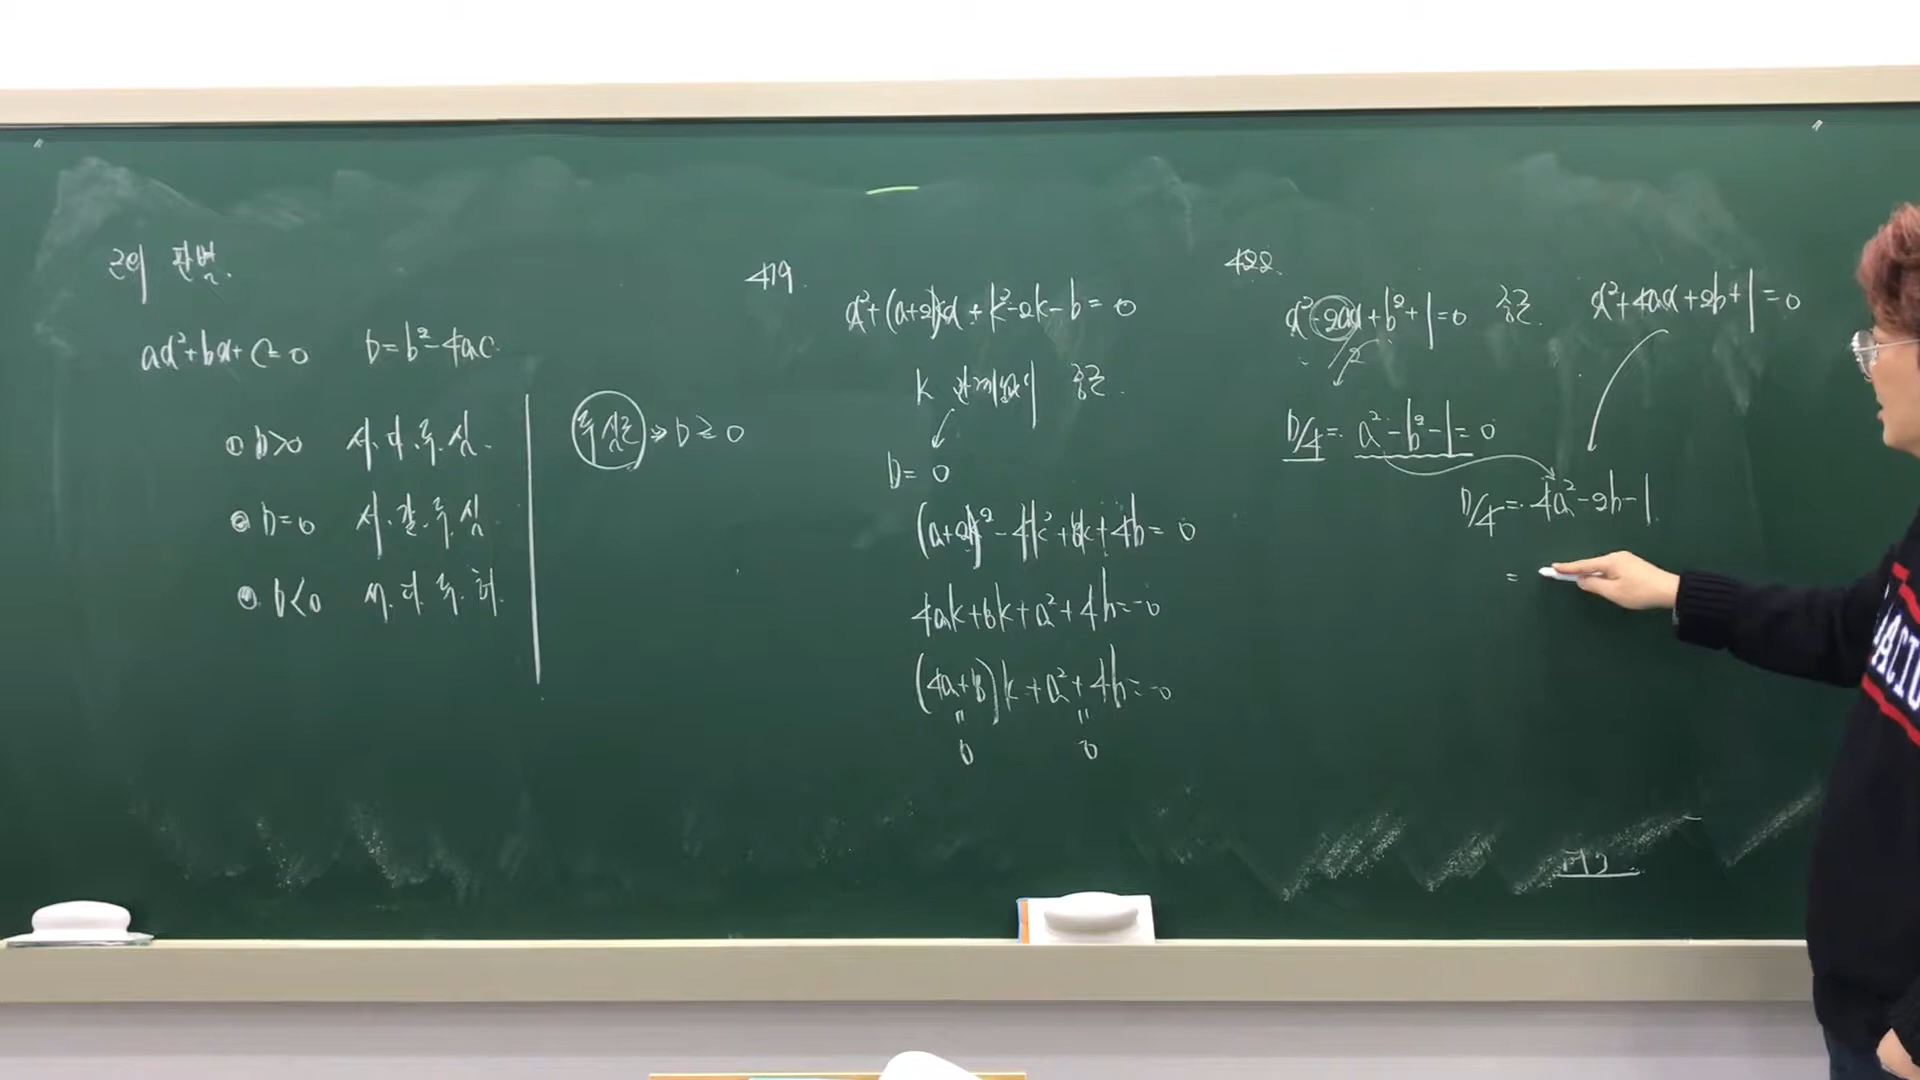 근의 판별.
ax²+bx+c=0 D=b²-4ac
① D>0 서.다.두.실.
② D=0 서.같.두.실
③ D<0 서.다.두.허.
두 실근 → D≥0
419.
x²+(a+2k)x+k²-2k-b=0
k 관계없이 중근.
D=0
(a+2k)²-4k²+8k+4b=0
4ak+8k+a²+4b=0
(4a+8)k+a²+4b=0
" "
0 0
422.
x²-2ax+b²+1=0 중근. x²+4ax+2b+1=0
2
D/4=a²-b²-1=0
D/4=4a²-2b-1
=